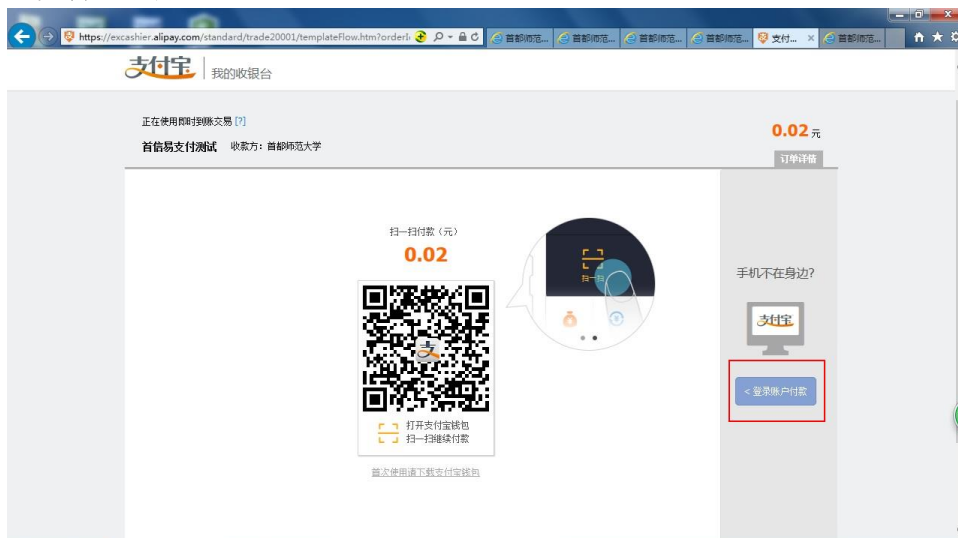 https://excashier.alipay.com/standard/trade20001/templateFlow.htm?orderI
首都师范...
首都师范...
首都师范...
首都师范...
支付...
首都师范...
支付宝 我的收银台
正在使用即时到账交易 [?]
首信易支付测试 收款方：首都师范大学
0.02 元
订单详情
扫一扫付款（元）
0.02
支
打开支付宝钱包
扫一扫继续付款
首次使用请下载支付宝钱包
扫一扫
手机不在身边?
支付宝
< 登录账户付款